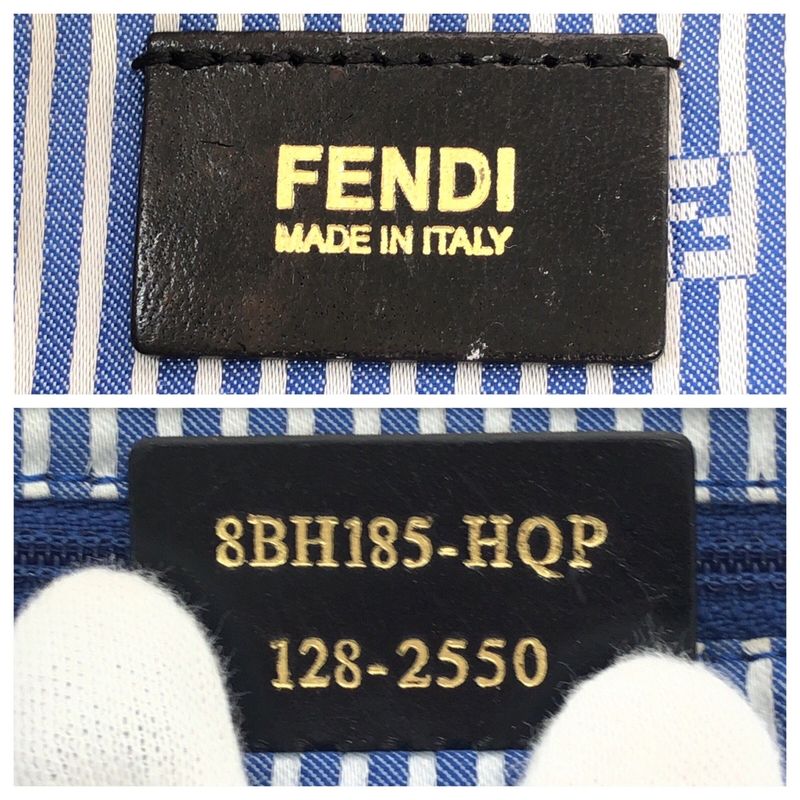 FENDI
MADE IN ITALY
8BH185-HQP
128-2550